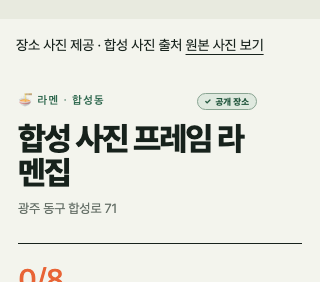 장소 사진 제공 · 합성 사진 출처 원본 사진 보기
라멘 · 합성동
✓ 공개 장소
합성 사진 프레임 라
멘집
광주 동구 합성로 71
0/8